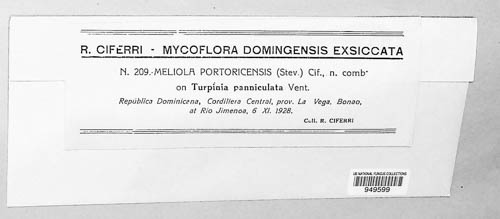 R. CIFERRI - MYCOFLORA DOMINGENSIS EXSICCATA
N. 209.-MELIOLA PORTORICENSIS (Stev.) Cif., n. comb-
on Turpinia panniculata Vent.
República Dominicana, Cordillera Central, prov. La Vega, Bonao,
at Río Jimenoa, 6 XI. 1928.
Coll. R. CIFERRI
US NATIONAL FUNGUS COLLECTIONS
949599